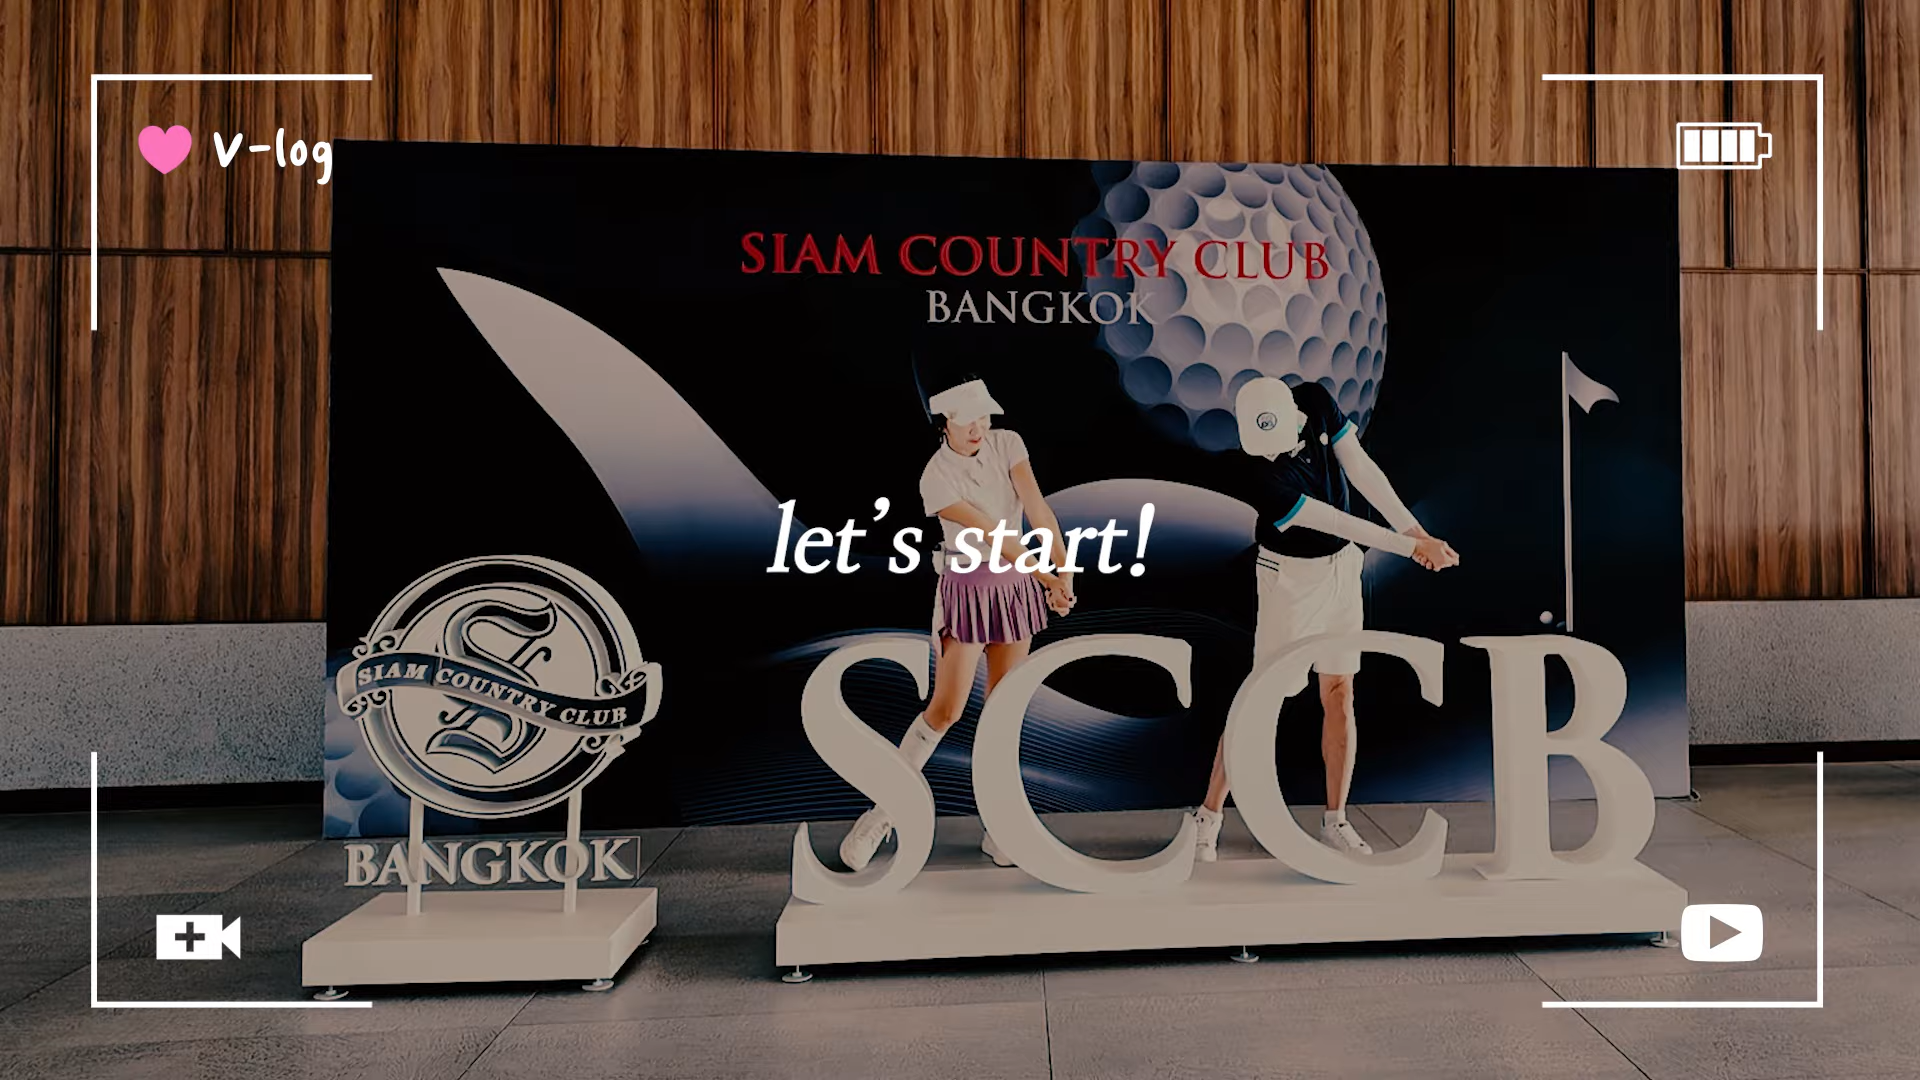 V-log
SIAM COUNTRY CLUB
BANGKOK
let's start!
S
SIAM COUNTRY CLUB
BANGKOK
SCCB